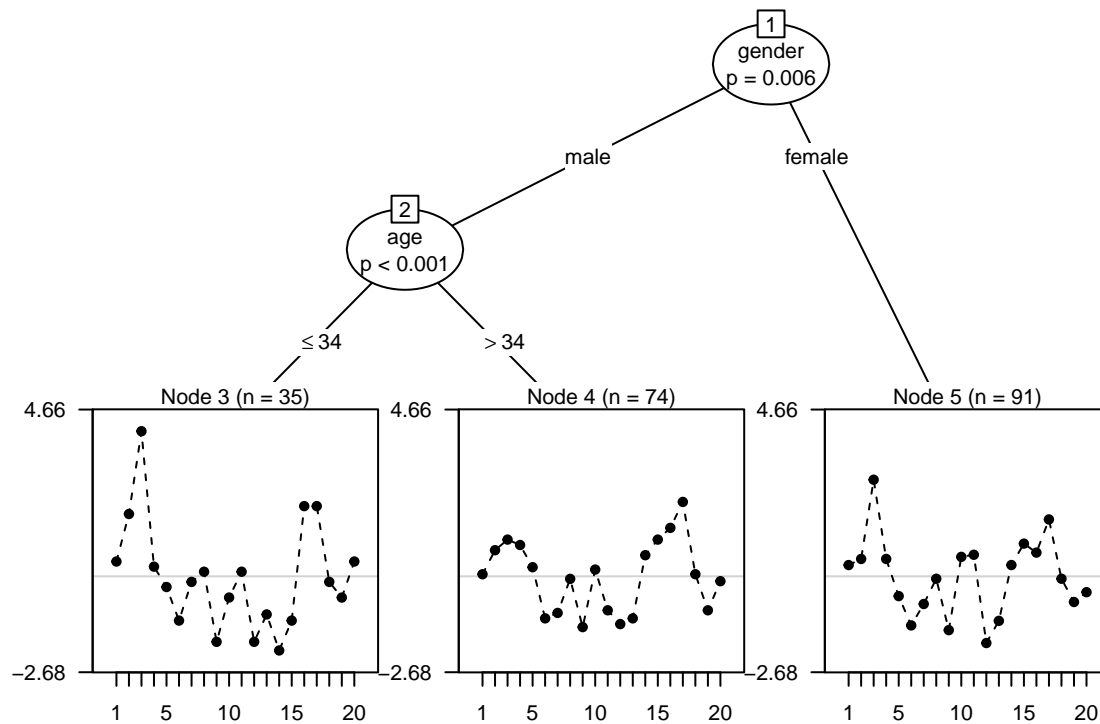 1
gender
p = 0.006
male
female
2
age
p < 0.001
≤ 34
> 34
Node 3 (n = 35)
4.66
−2.68
1 5 10 15 20
Node 4 (n = 74)
4.66
−2.68
1 5 10 15 20
Node 5 (n = 91)
4.66
−2.68
1 5 10 15 20